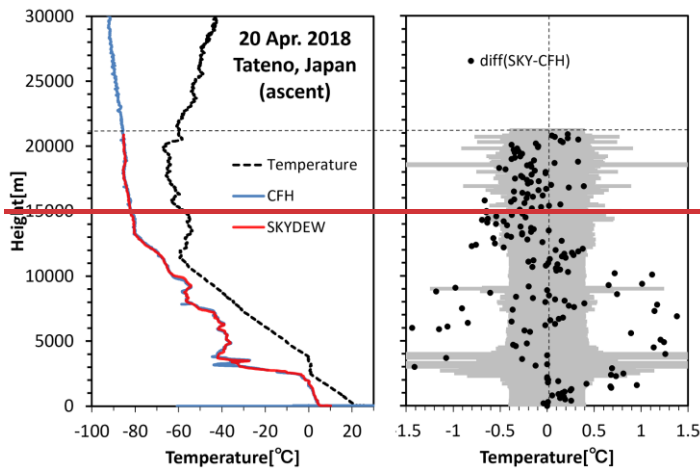 30000
25000
20000
15000
10000
5000
0
Height[m]
20 Apr. 2018
Tateno, Japan
(ascent)
Temperature
CFH
SKYDEW
-100 -80 -60 -40 -20 0 20
Temperature[℃]
diff(SKY-CFH)
-1.5 -1 -0.5 0 0.5 1 1.5
Temperature[℃]